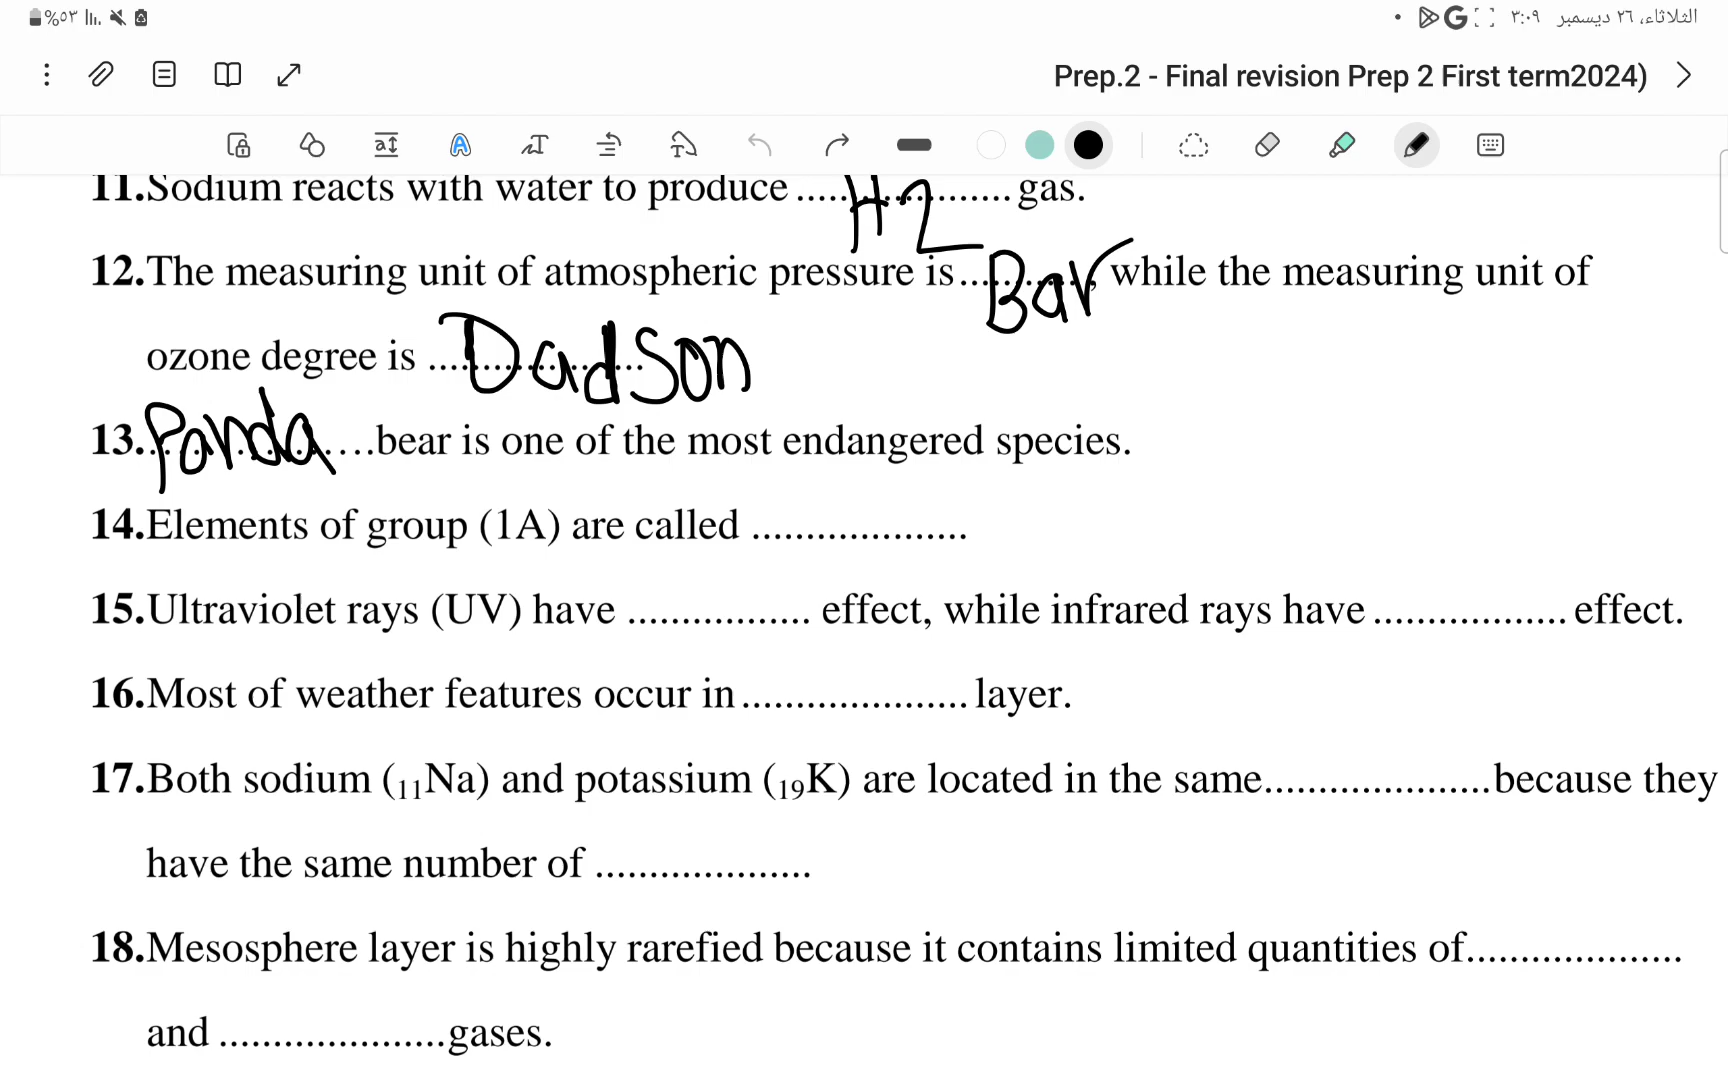 %٥٣ الثلاثاء، ٢٦ ديسمبر ٣:٠٩
Prep.2 - Final revision Prep 2 First term2024)
11.Sodium reacts with water to produce ..... H2 ....... gas.
12.The measuring unit of atmospheric pressure is... Bar, while the measuring unit of
ozone degree is .... Dadson
13. Panda ....bear is one of the most endangered species.
14.Elements of group (1A) are called ....................
15.Ultraviolet rays (UV) have ................. effect, while infrared rays have .................. effect.
16.Most of weather features occur in ..................... layer.
17.Both sodium (₁₁Na) and potassium (₁₉K) are located in the same.....................because they
have the same number of ....................
18.Mesosphere layer is highly rarefied because it contains limited quantities of....................
and .....................gases.